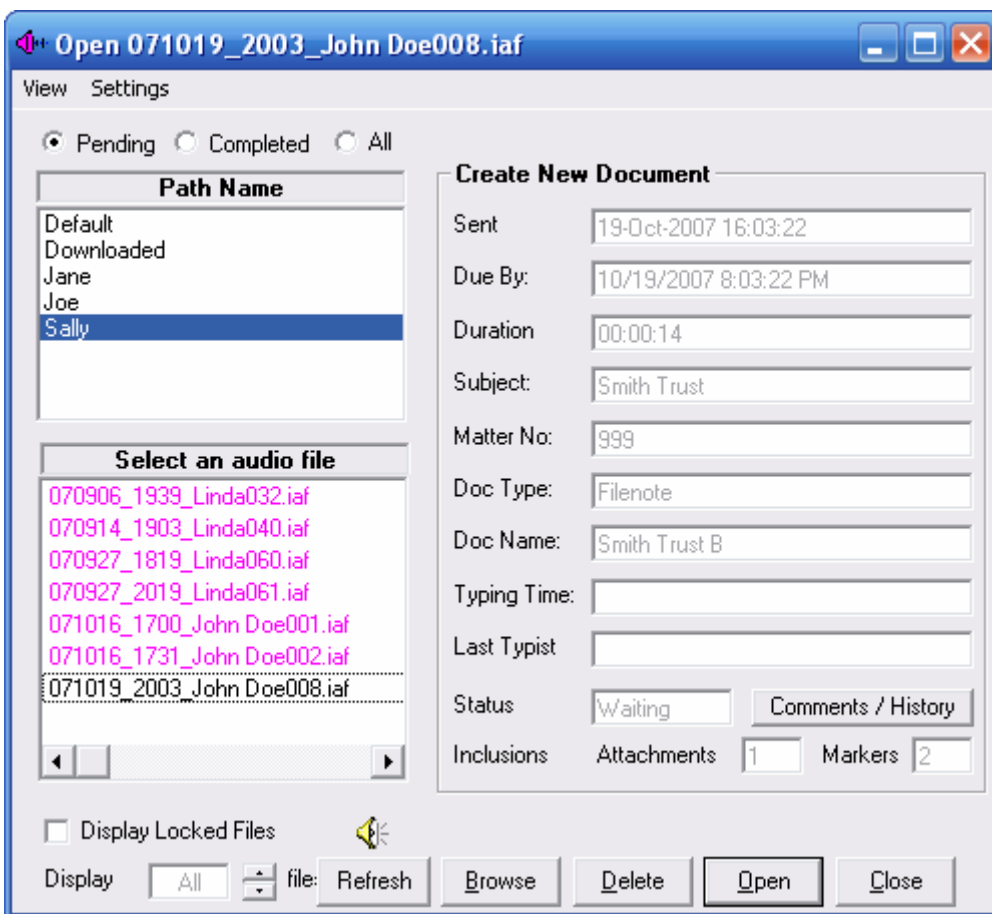 Open 071019_2003_John Doe008.iaf
View Settings
Pending Completed All
Path Name
Default
Downloaded
Jane
Joe
Sally
Select an audio file
070906_1939_Linda032.iaf
070914_1903_Linda040.iaf
070927_1819_Linda060.iaf
070927_2019_Linda061.iaf
071016_1700_John Doe001.iaf
071016_1731_John Doe002.iaf
071019_2003_John Doe008.iaf
Create New Document
Sent 19-Oct-2007 16:03:22
Due By: 10/19/2007 8:03:22 PM
Duration 00:00:14
Subject: Smith Trust
Matter No: 999
Doc Type: Filenote
Doc Name: Smith Trust B
Typing Time:
Last Typist
Status Waiting Comments / History
Inclusions Attachments 1 Markers 2
Display Locked Files
Display All file: Refresh Browse Delete Open Close